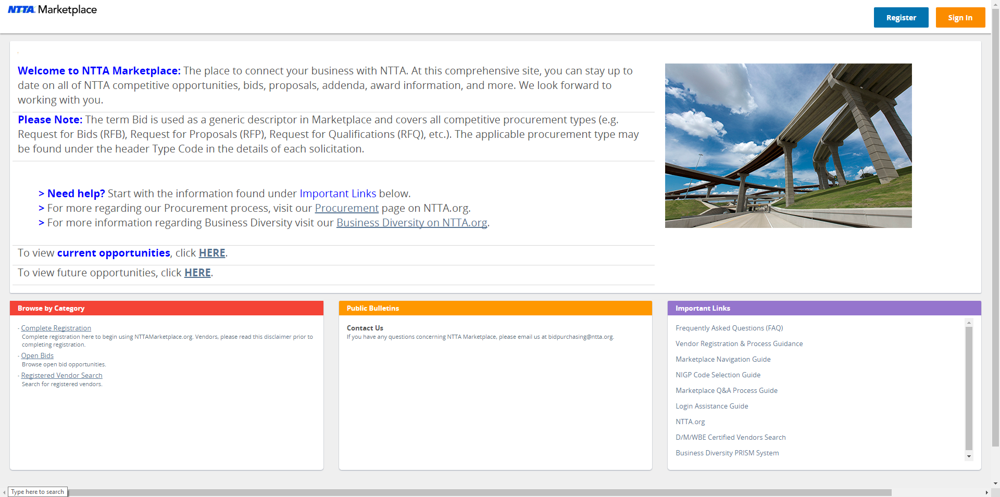 NTTA Marketplace
Register
Sign In
Welcome to NTTA Marketplace: The place to connect your business with NTTA. At this comprehensive site, you can stay up to
date on all of NTTA competitive opportunities, bids, proposals, addenda, award information, and more. We look forward to
working with you.
Please Note: The term Bid is used as a generic descriptor in Marketplace and covers all competitive procurement types (e.g.
Request for Bids (RFB), Request for Proposals (RFP), Request for Qualifications (RFQ), etc.). The applicable procurement type may
be found under the header Type Code in the details of each solicitation.
> Need help? Start with the information found under Important Links below.
> For more regarding our Procurement process, visit our Procurement page on NTTA.org.
> For more information regarding Business Diversity visit our Business Diversity on NTTA.org.
To view current opportunities, click HERE.
To view future opportunities, click HERE.
Browse by Category
- Complete Registration
Complete registration here to begin using NTTAMarketplace.org. Vendors, please read this disclaimer prior to
completing registration.
- Open Bids
Browse open bid opportunities.
- Registered Vendor Search
Search for registered vendors.
Public Bulletins
Contact Us
If you have any questions concerning NTTA Marketplace, please email us at bidpurchasing@ntta.org.
Important Links
Frequently Asked Questions (FAQ)
Vendor Registration & Process Guidance
Marketplace Navigation Guide
NIGP Code Selection Guide
Marketplace Q&A Process Guide
Login Assistance Guide
NTTA.org
D/M/WBE Certified Vendors Search
Business Diversity PRISM System
Type here to search